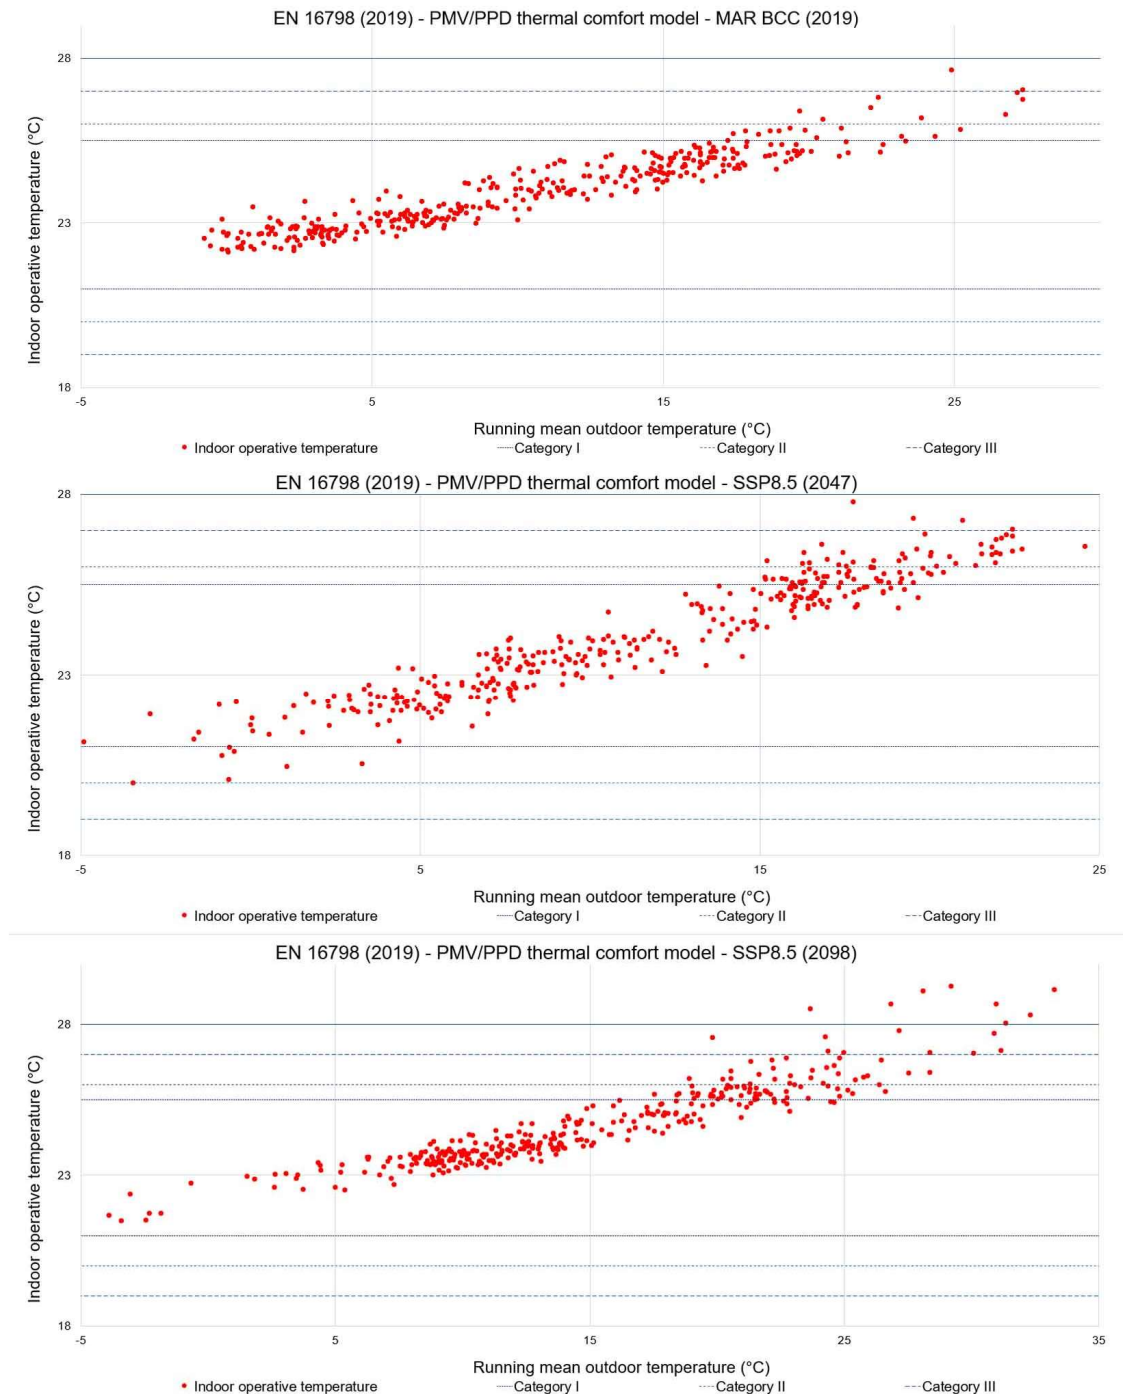 EN 16798 (2019) - PMV/PPD thermal comfort model - MAR BCC (2019)
Indoor operative temperature (°C)
28
23
18
-5 5 15 25
Running mean outdoor temperature (°C)
Indoor operative temperature Category I Category II Category III
EN 16798 (2019) - PMV/PPD thermal comfort model - SSP8.5 (2047)
Indoor operative temperature (°C)
28
23
18
-5 5 15 25
Running mean outdoor temperature (°C)
Indoor operative temperature Category I Category II Category III
EN 16798 (2019) - PMV/PPD thermal comfort model - SSP8.5 (2098)
Indoor operative temperature (°C)
28
23
18
-5 5 15 25 35
Running mean outdoor temperature (°C)
Indoor operative temperature Category I Category II Category III